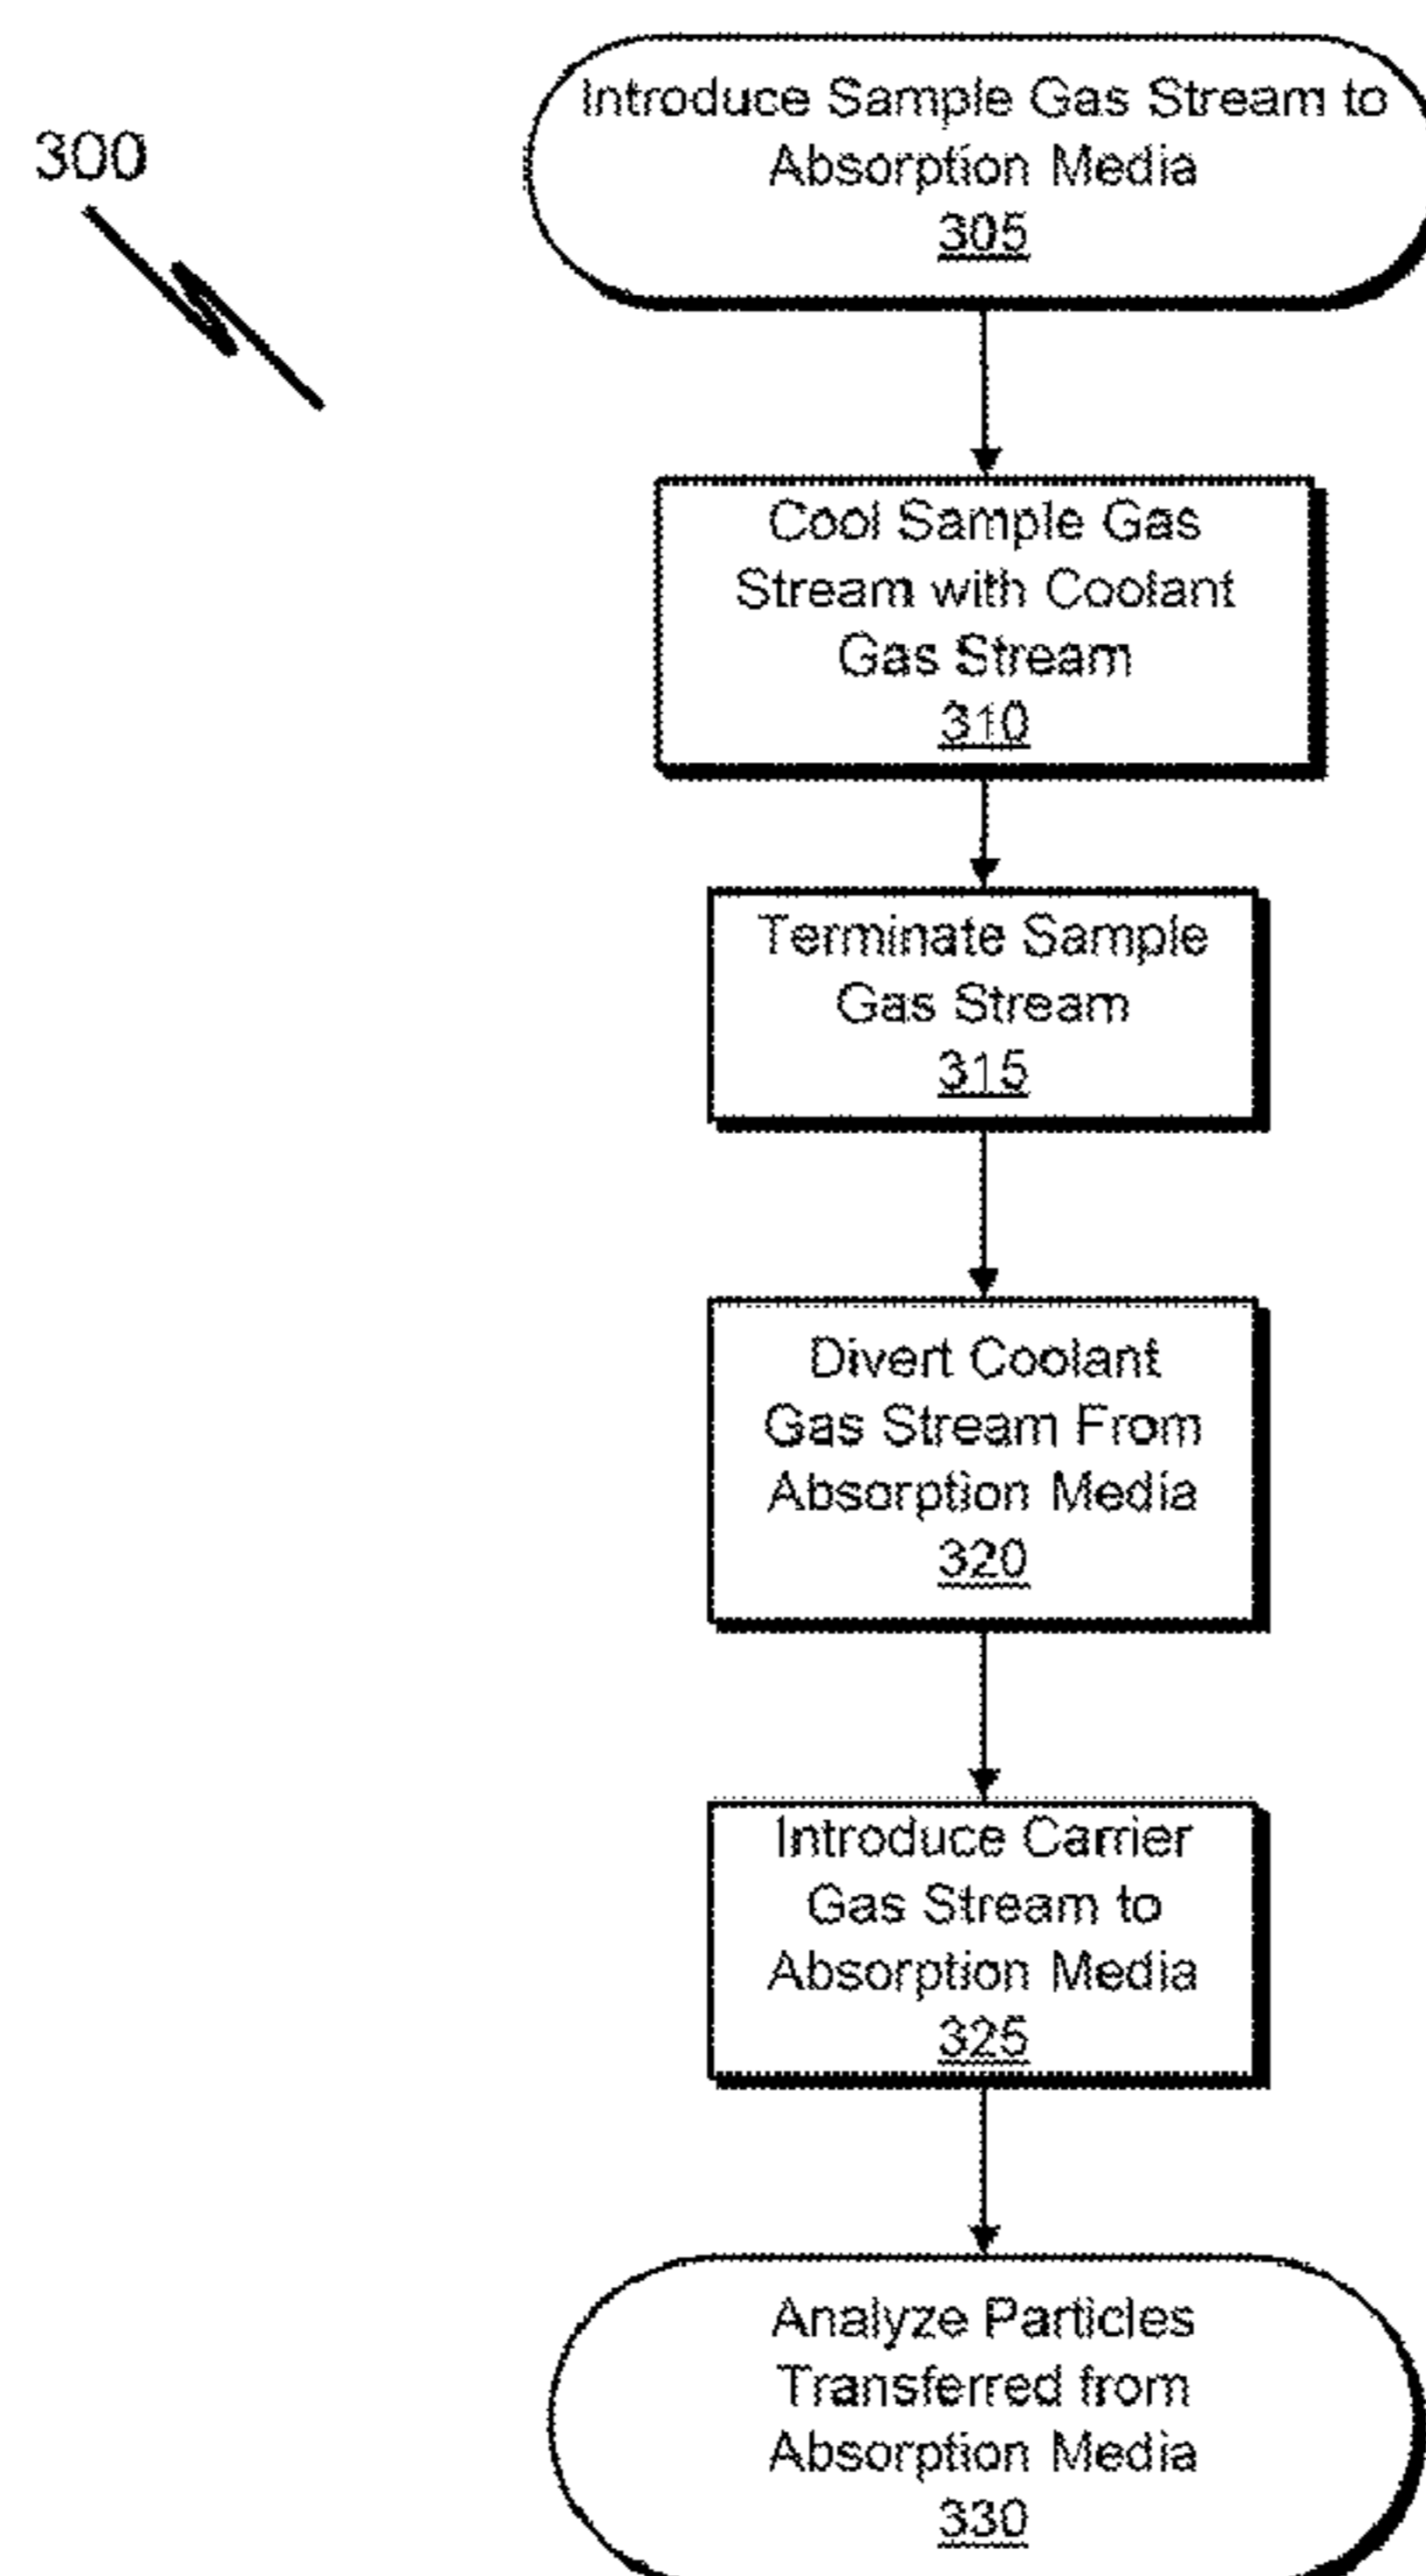 300
Introduce Sample Gas Stream to
Absorption Media
305
Cool Sample Gas
Stream with Coolant
Gas Stream
310
Terminate Sample
Gas Stream
315
Divert Coolant
Gas Stream From
Absorption Media
320
Introduce Carrier
Gas Stream to
Absorption Media
325
Analyze Particles
Transferred from
Absorption Media
330